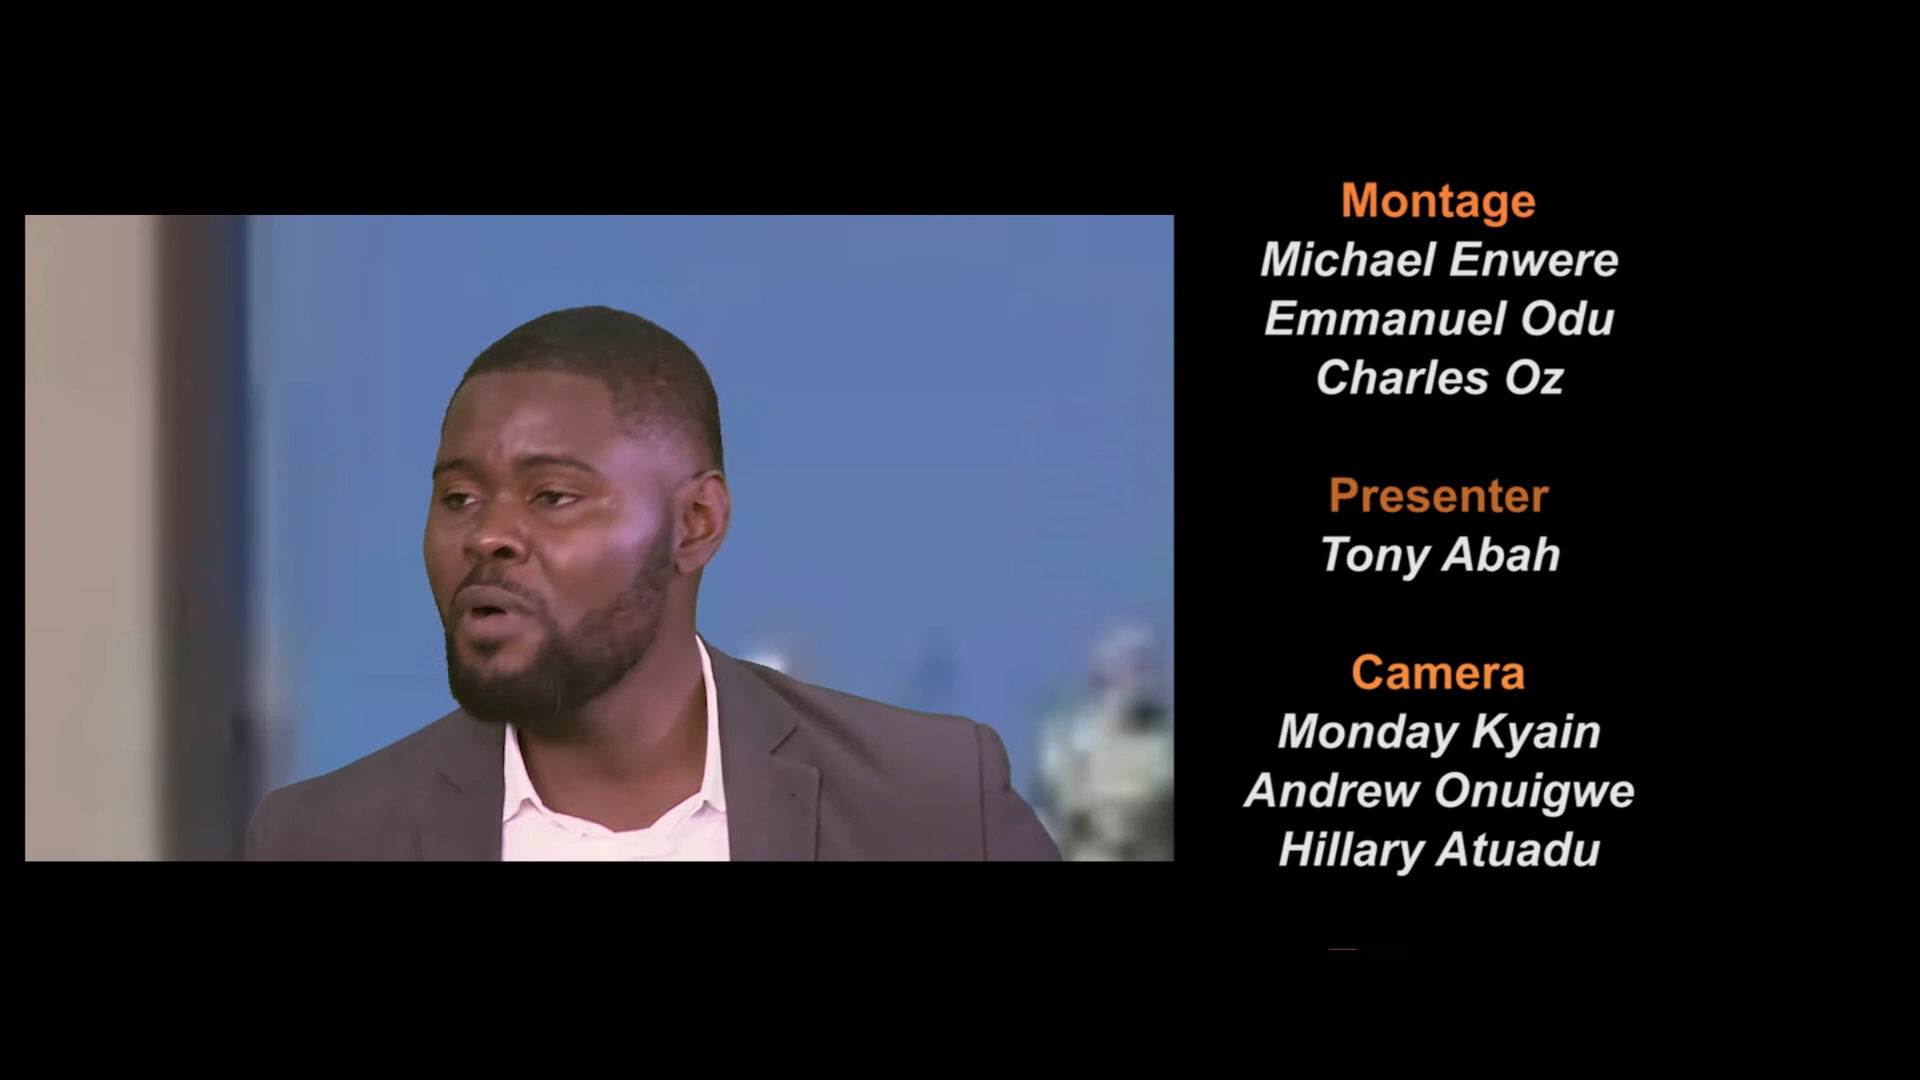 Montage
Michael Enwere
Emmanuel Odu
Charles Oz
Presenter
Tony Abah
Camera
Monday Kyain
Andrew Onuigwe
Hillary Atuadu